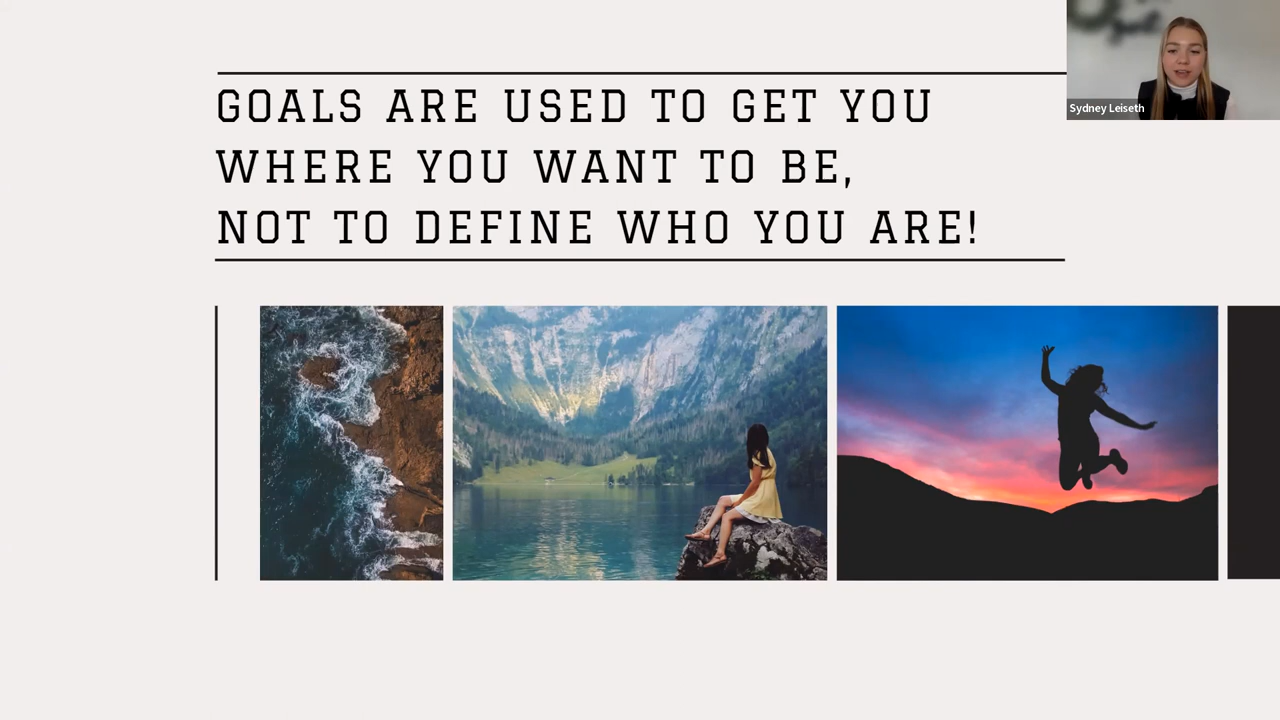 GOALS ARE USED TO GET YOU
WHERE YOU WANT TO BE,
NOT TO DEFINE WHO YOU ARE!
Sydney Leiseth